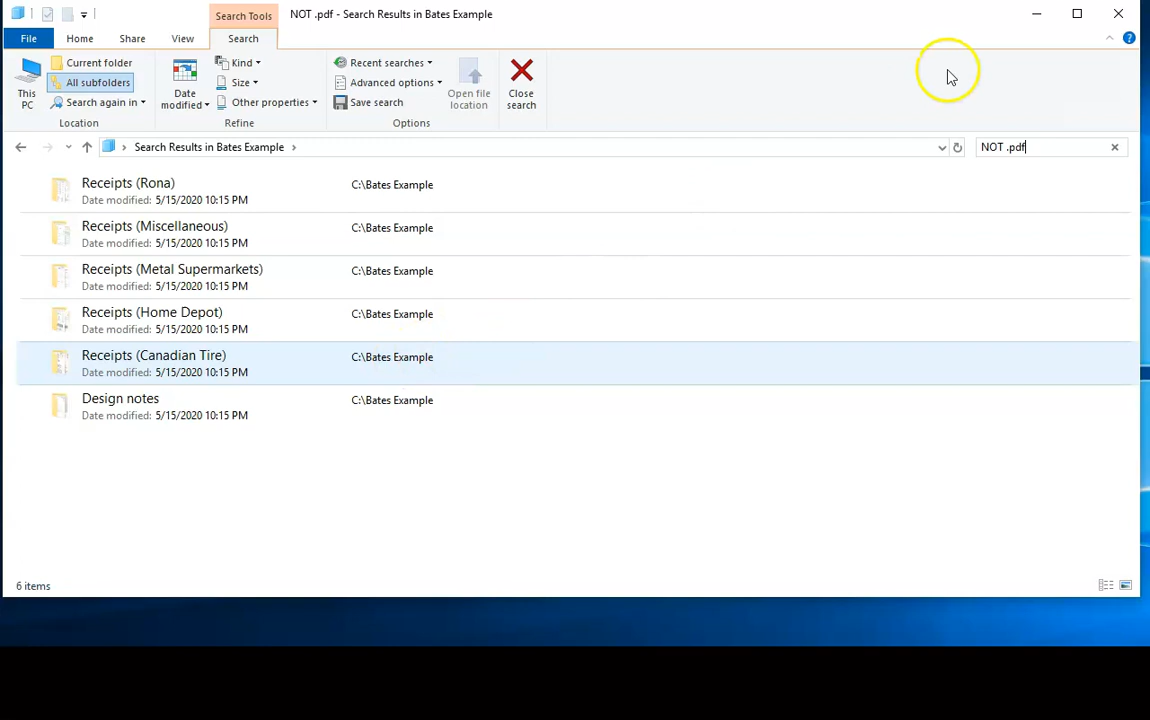 NOT .pdf - Search Results in Bates Example
Search Tools
File
Home
Share
View
Search
This PC
Current folder
All subfolders
Search again in
Location
Date modified
Kind
Size
Other properties
Refine
Recent searches
Advanced options
Save search
Options
Open file location
Close search
Search Results in Bates Example
NOT .pdf
Receipts (Rona)
C:\Bates Example
Date modified: 5/15/2020 10:15 PM
Receipts (Miscellaneous)
C:\Bates Example
Date modified: 5/15/2020 10:15 PM
Receipts (Metal Supermarkets)
C:\Bates Example
Date modified: 5/15/2020 10:15 PM
Receipts (Home Depot)
C:\Bates Example
Date modified: 5/15/2020 10:15 PM
Receipts (Canadian Tire)
C:\Bates Example
Date modified: 5/15/2020 10:15 PM
Design notes
C:\Bates Example
Date modified: 5/15/2020 10:15 PM
6 items